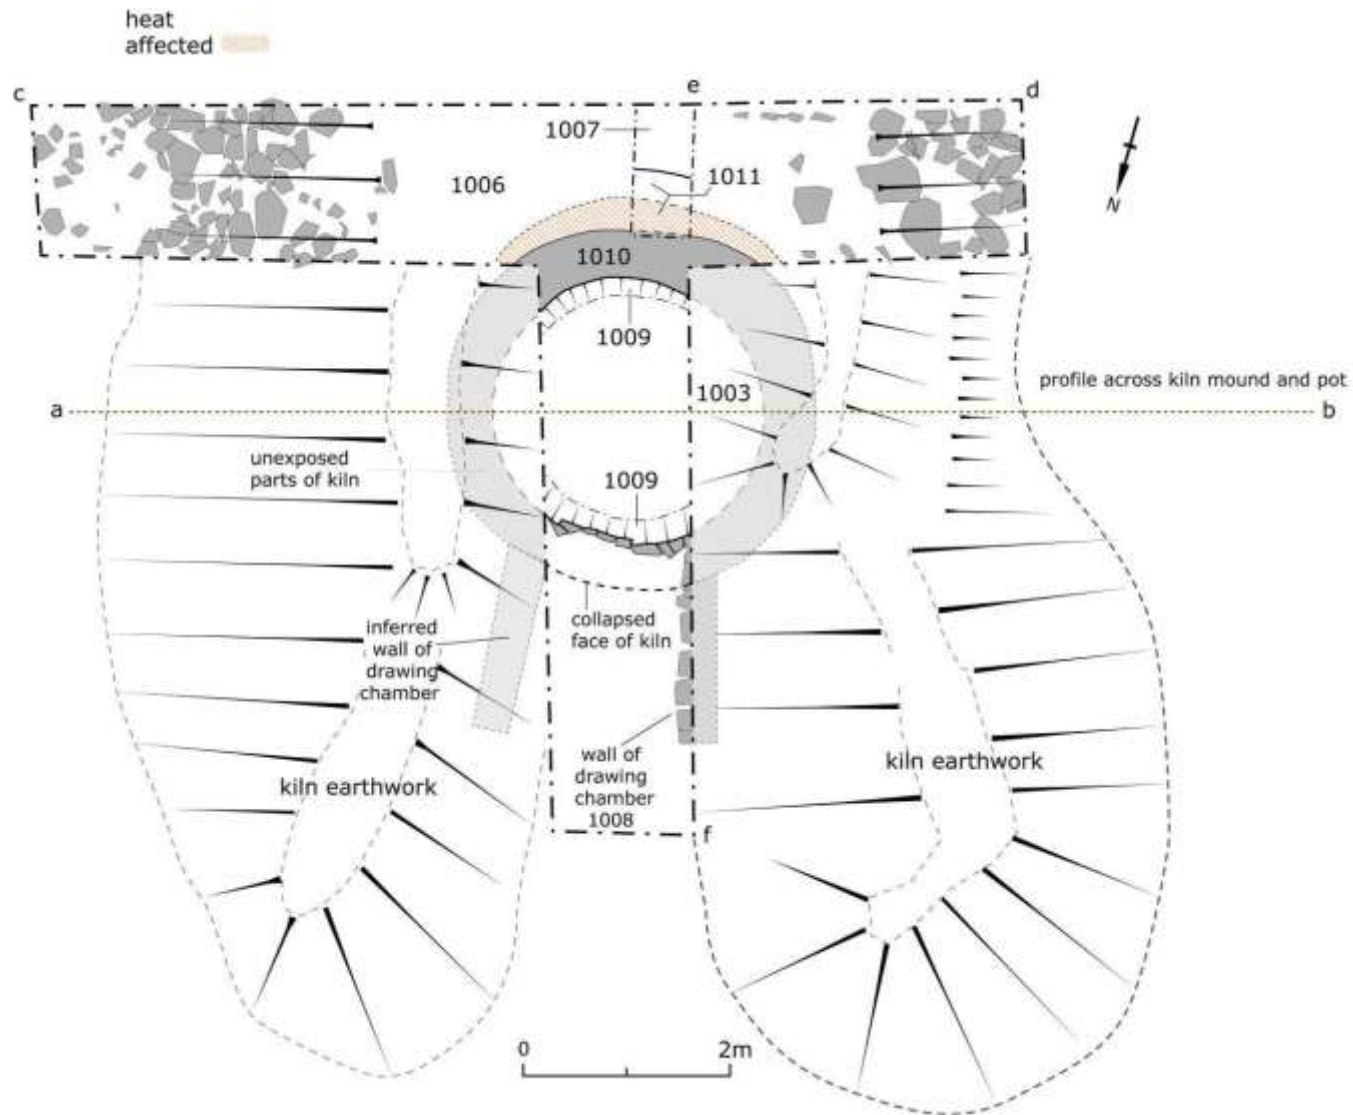 heat
affected
c
e
d
1007
1011
1006
N
1010
1009
profile across kiln mound and pot
1003
a
b
unexposed
parts of kiln
1009
inferred
wall of
drawing
chamber
collapsed
face of kiln
wall of
drawing
chamber
1008
kiln earthwork
kiln earthwork
f
0
2m